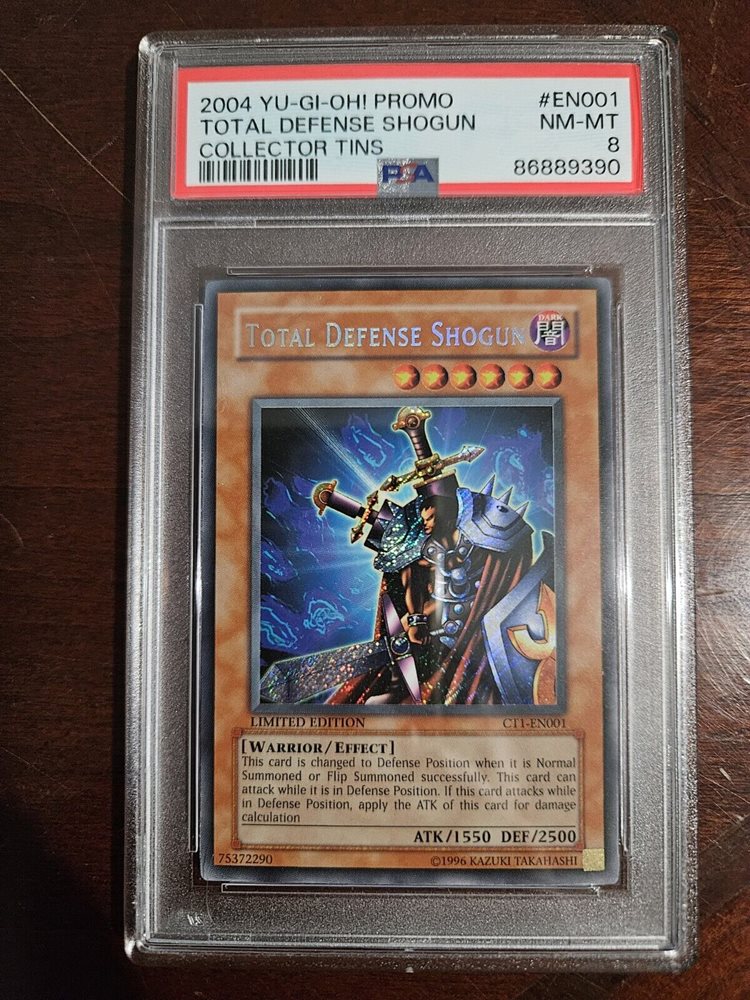 2004 YU-GI-OH! PROMO #EN001
TOTAL DEFENSE SHOGUN NM-MT
COLLECTOR TINS 8
PSA 86889390
TOTAL DEFENSE SHOGUN
DARK
闇
LIMITED EDITION CT1-EN001
[WARRIOR/EFFECT]
This card is changed to Defense Position when it is Normal
Summoned or Flip Summoned successfully. This card can
attack while it is in Defense Position. If this card attacks while
in Defense Position, apply the ATK of this card for damage
calculation
ATK/1550 DEF/2500
75372290 ©1996 KAZUKI TAKAHASHI